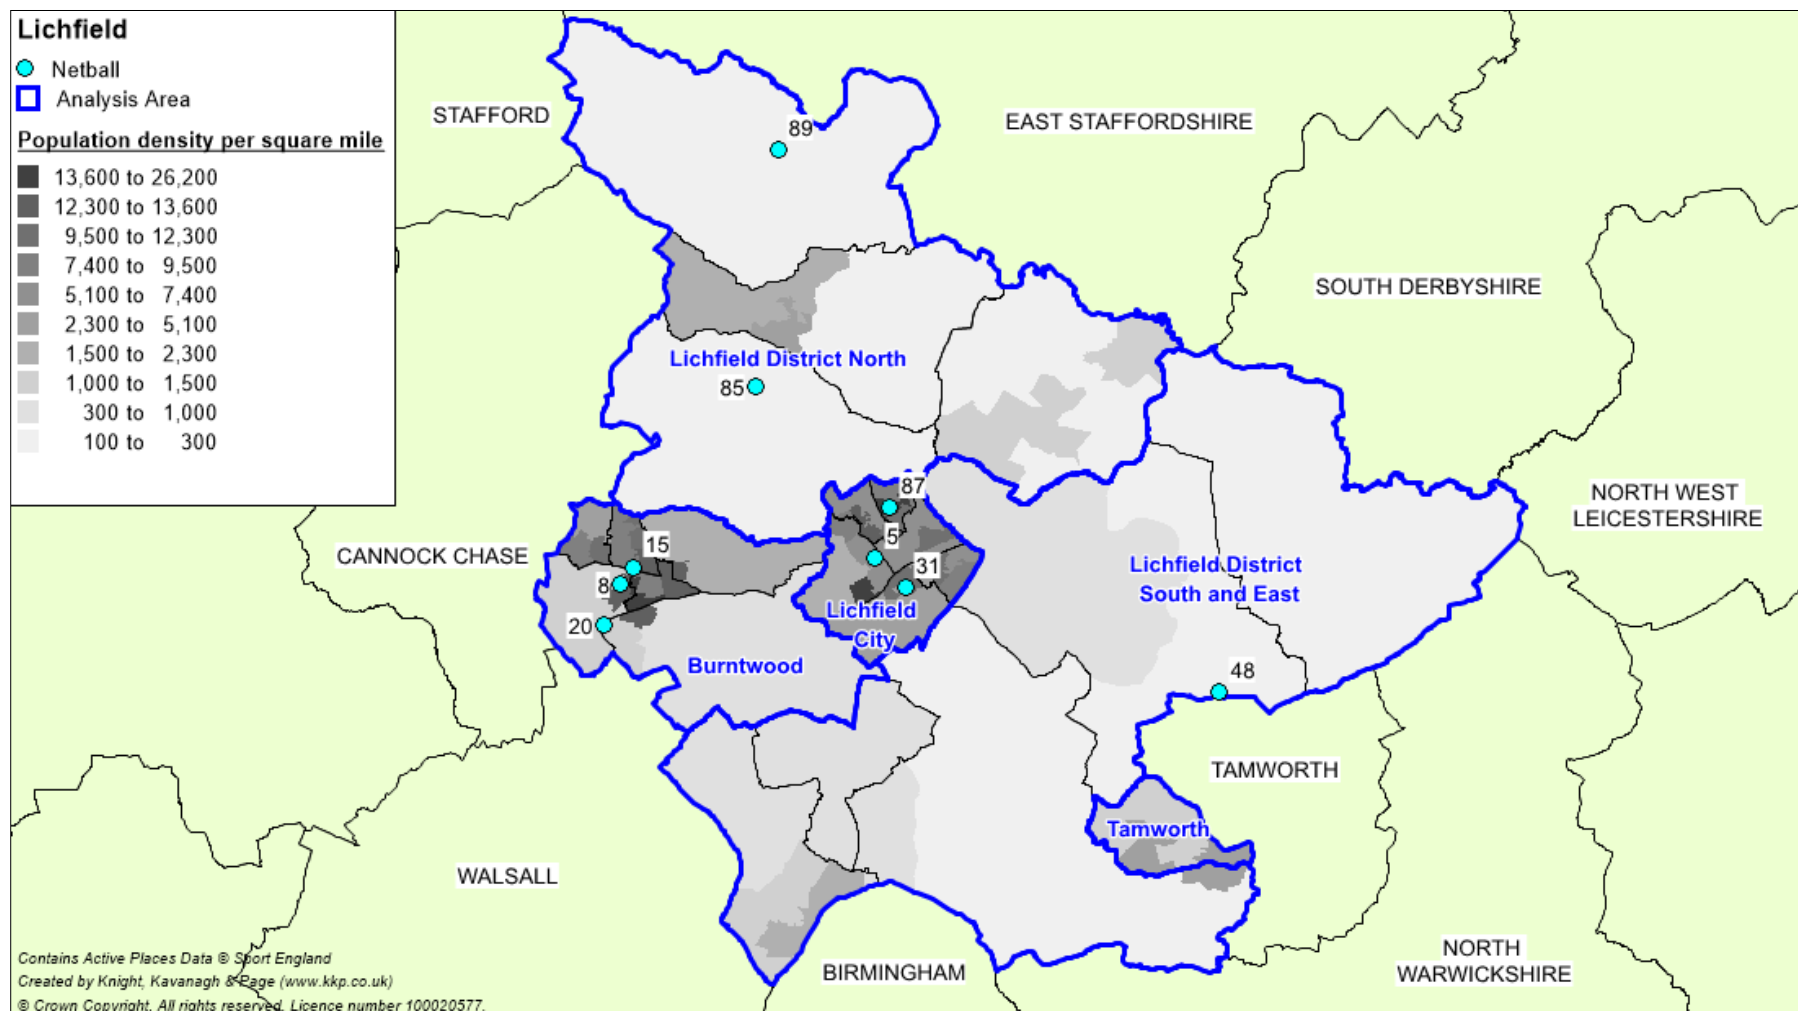 Lichfield
Netball
Analysis Area
Population density per square mile
13,600 to 26,200
12,300 to 13,600
9,500 to 12,300
7,400 to 9,500
5,100 to 7,400
2,300 to 5,100
1,500 to 2,300
1,000 to 1,500
300 to 1,000
100 to 300
STAFFORD
89
EAST STAFFORDSHIRE
SOUTH DERBYSHIRE
Lichfield District North
85
87
NORTH WEST
LEICESTERSHIRE
CANNOCK CHASE
15
5
31
8
Lichfield District
South and East
Lichfield
City
20
Burntwood
48
TAMWORTH
Tamworth
WALSALL
BIRMINGHAM
NORTH
WARWICKSHIRE
Contains Active Places Data © Sport England
Created by Knight, Kavanagh & Page (www.kkp.co.uk)
© Crown Copyright. All rights reserved. Licence number 100020577.